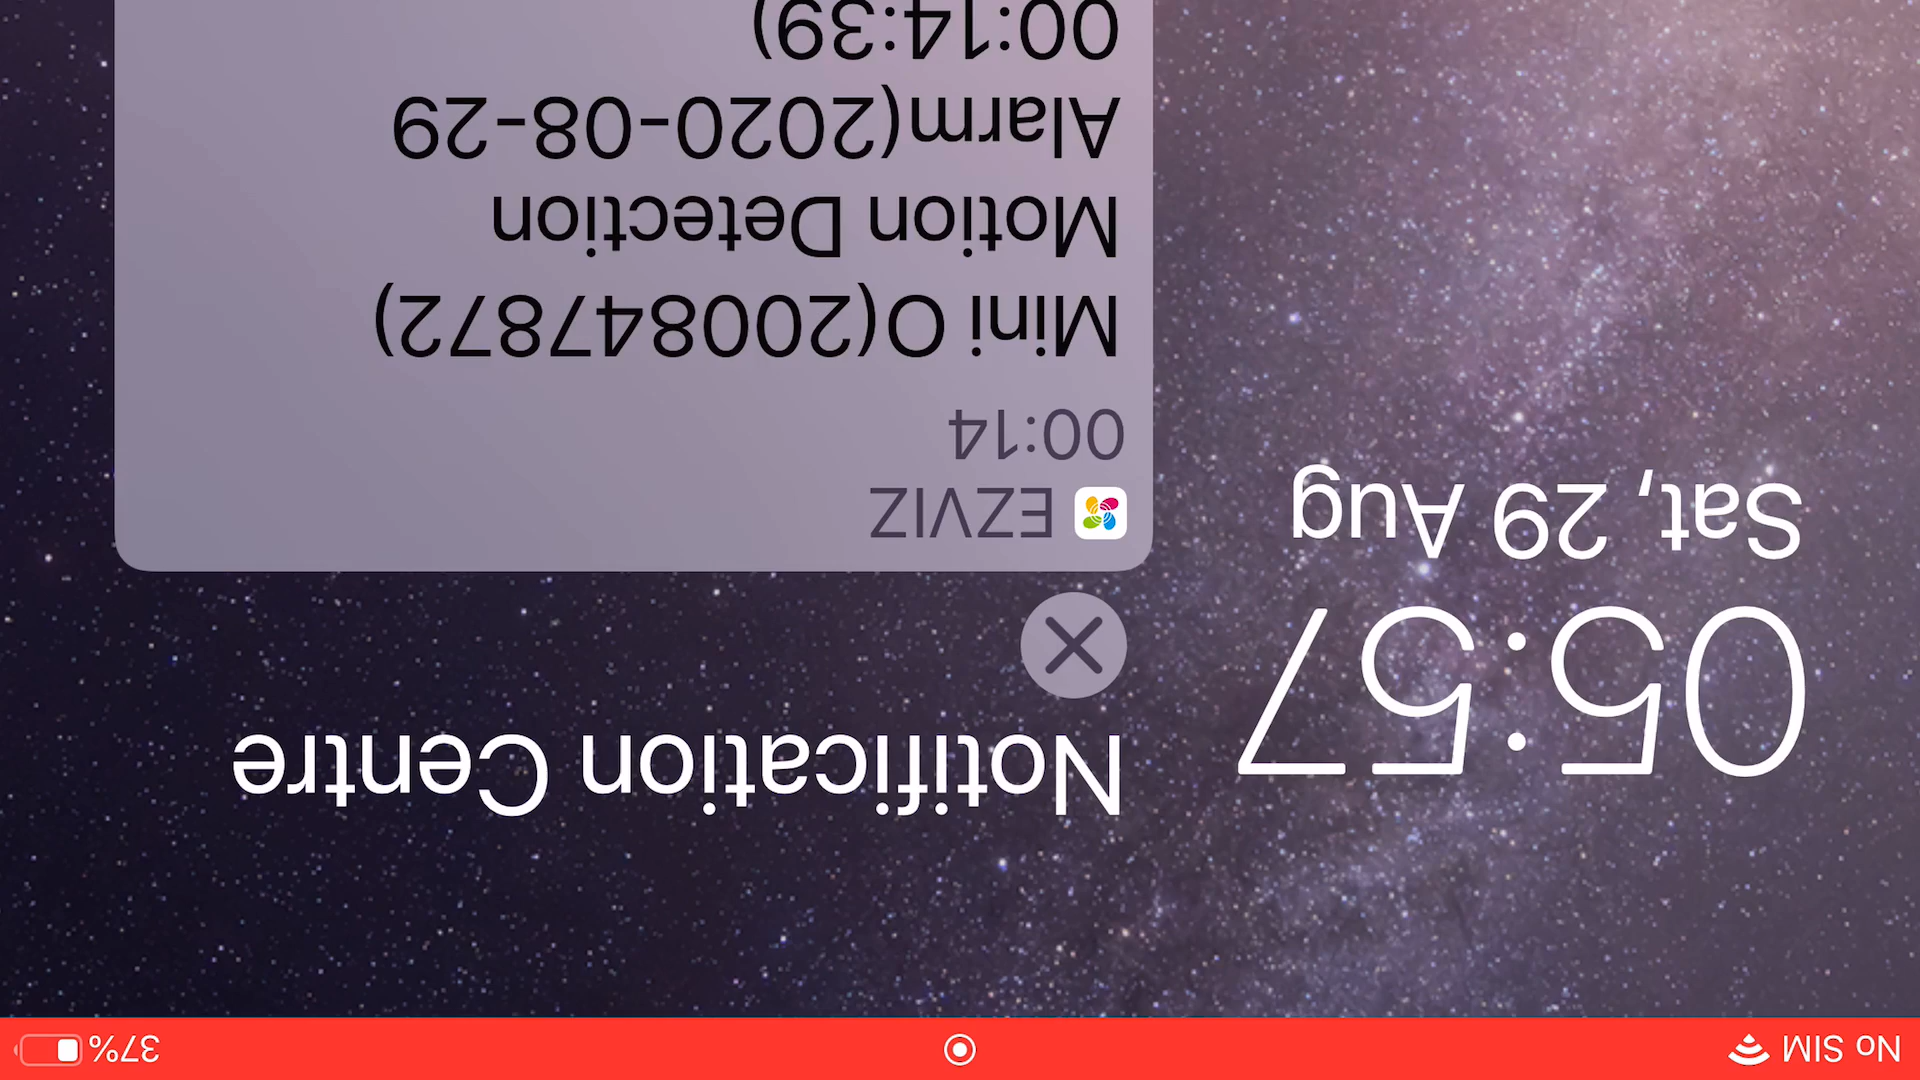 No SIM
37%
05:57
Sat, 29 Aug
Notification Centre
EZVIZ
00:14
Mini O(200847872)
Motion Detection
Alarm(2020-08-29
00:14:39)